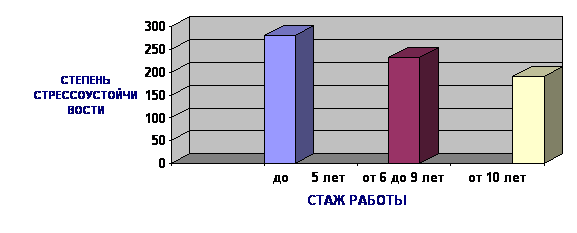 300
250
200
150
100
50
0
СТЕПЕНЬ
СТРЕССОУСТОЙЧИ
ВОСТИ
до 5 лет
от 6 до 9 лет
от 10 лет
СТАЖ РАБОТЫ